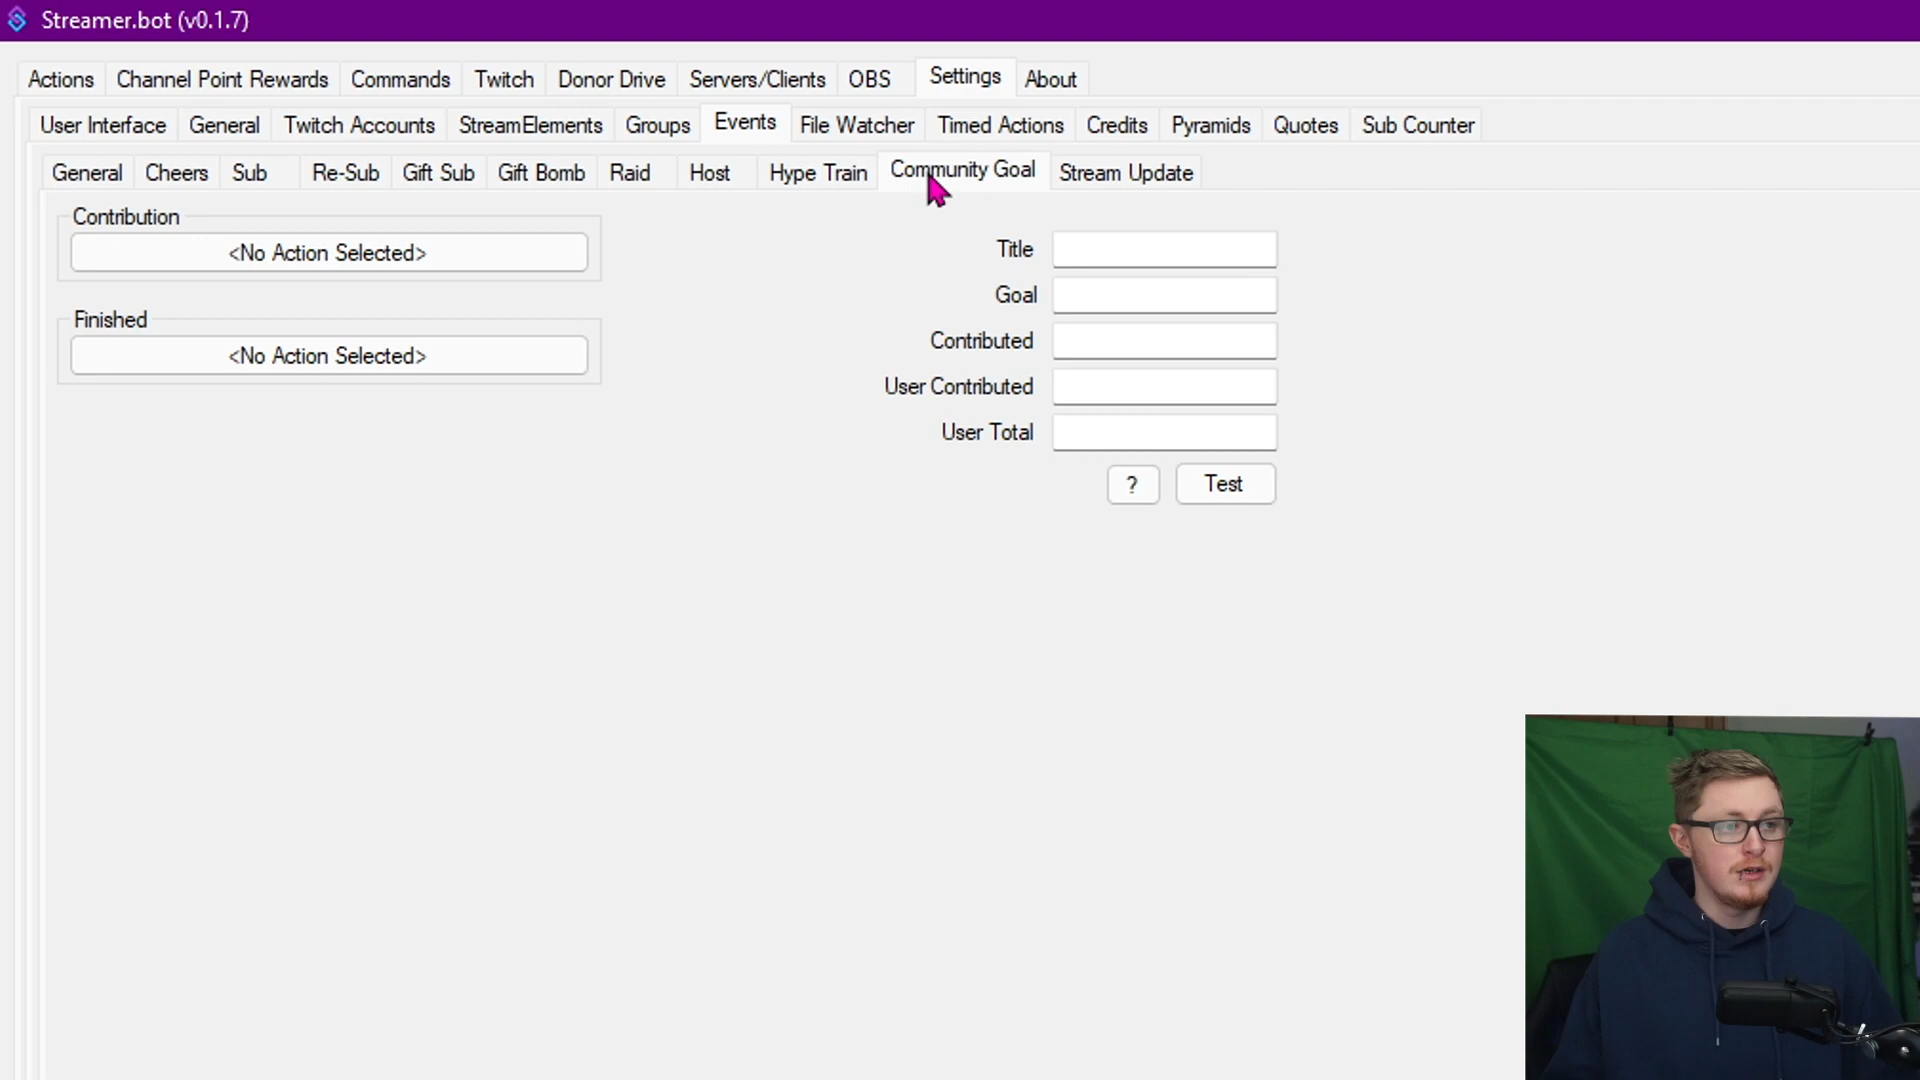 Streamer.bot (v0.1.7)
Actions Channel Point Rewards Commands Twitch Donor Drive Servers/Clients OBS Settings About
User Interface General Twitch Accounts StreamElements Groups Events File Watcher Timed Actions Credits Pyramids Quotes Sub Counter
General Cheers Sub Re-Sub Gift Sub Gift Bomb Raid Host Hype Train Community Goal Stream Update
Contribution
<No Action Selected>
Finished
<No Action Selected>
Title
Goal
Contributed
User Contributed
User Total
? Test